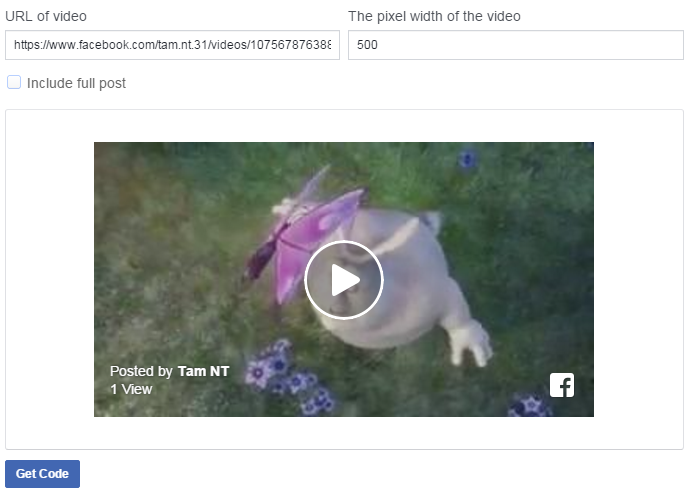 URL of video
The pixel width of the video
https://www.facebook.com/tam.nt.31/videos/107567876388
500
Include full post
Posted by Tam NT
1 View
Get Code